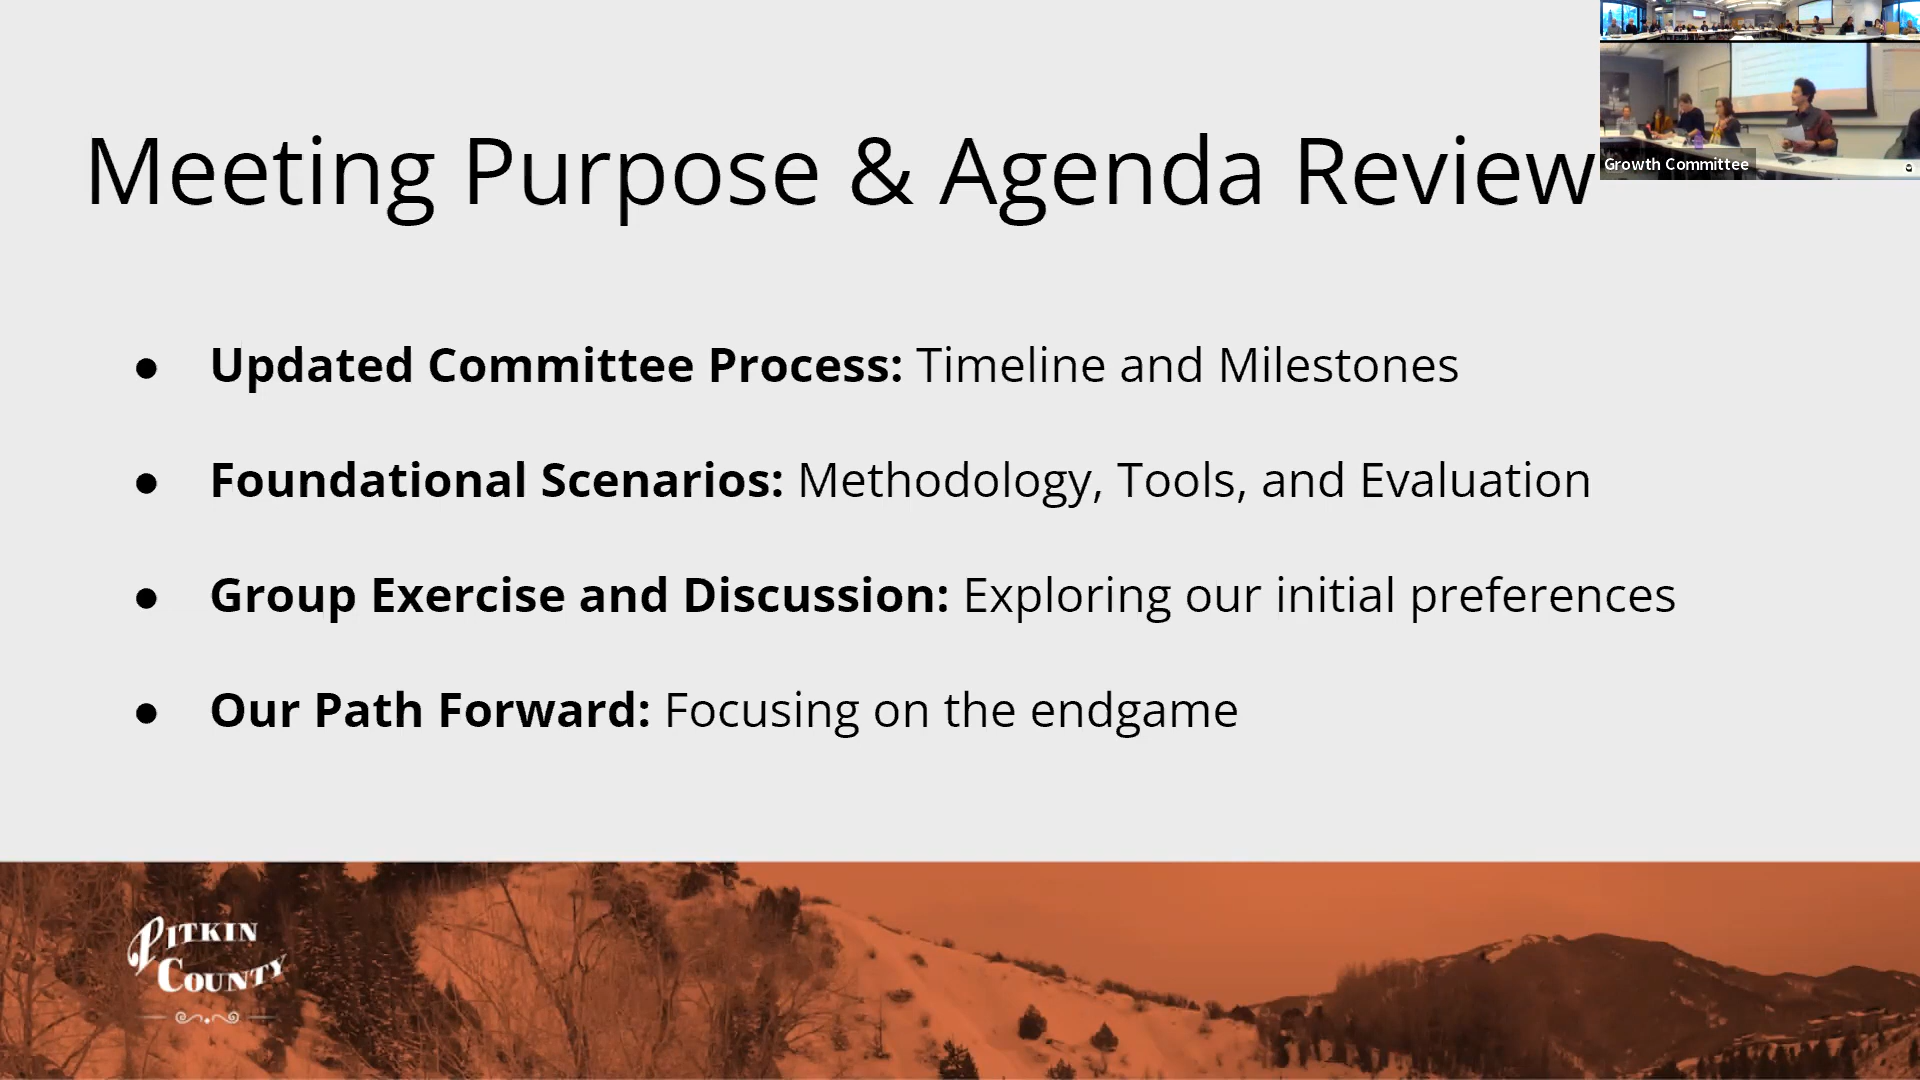 Meeting Purpose & Agenda Review
Growth Committee
● Updated Committee Process: Timeline and Milestones
● Foundational Scenarios: Methodology, Tools, and Evaluation
● Group Exercise and Discussion: Exploring our initial preferences
● Our Path Forward: Focusing on the endgame
PITKIN
COUNTY